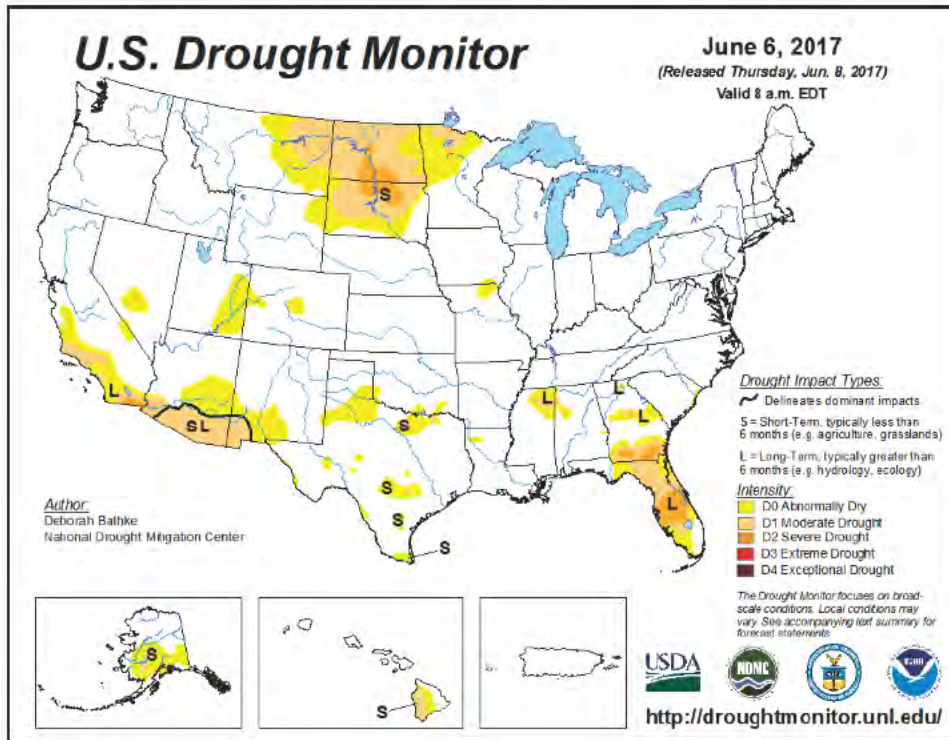 U.S. Drought Monitor
June 6, 2017
(Released Thursday, Jun. 8, 2017)
Valid 8 a.m. EDT
S
L
S L
S
S
S
S
L
L
L
L
Drought Impact Types:
Delineates dominant impacts
S = Short-Term, typically less than
6 months (e.g. agriculture, grasslands)
L = Long-Term, typically greater than
6 months (e.g. hydrology, ecology)
Intensity:
D0 Abnormally Dry
D1 Moderate Drought
D2 Severe Drought
D3 Extreme Drought
D4 Exceptional Drought
Author:
Deborah Bathke
National Drought Mitigation Center
The Drought Monitor focuses on broad-
scale conditions. Local conditions may
vary. See accompanying text summary for
forecast statements.
S
S
USDA
NDMC
NOAA
http://droughtmonitor.unl.edu/